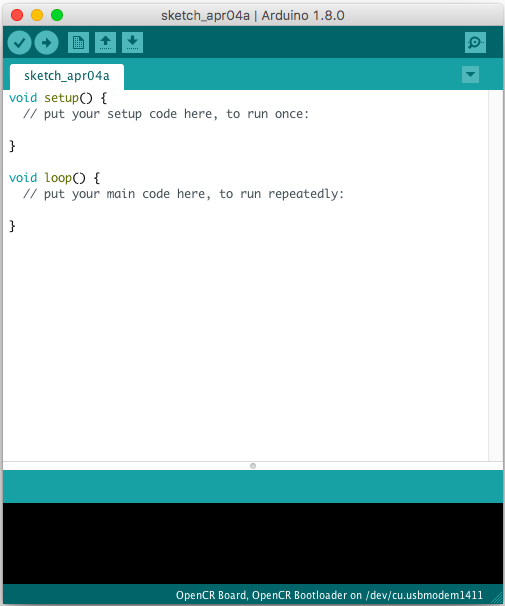 sketch_apr04a | Arduino 1.8.0
sketch_apr04a
void setup() {
  // put your setup code here, to run once:
}
void loop() {
  // put your main code here, to run repeatedly:
}
OpenCR Board, OpenCR Bootloader on /dev/cu.usbmodem1411